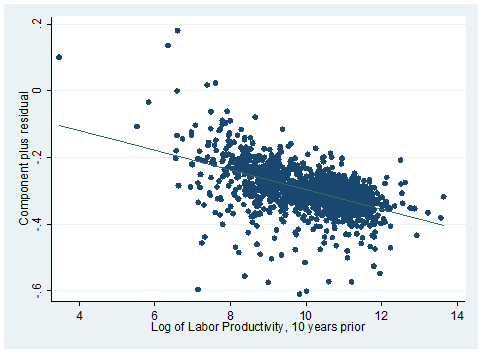 .2
0
-.2
-.4
-.6
Component plus residual
4 6 8 10 12 14
Log of Labor Productivity, 10 years prior